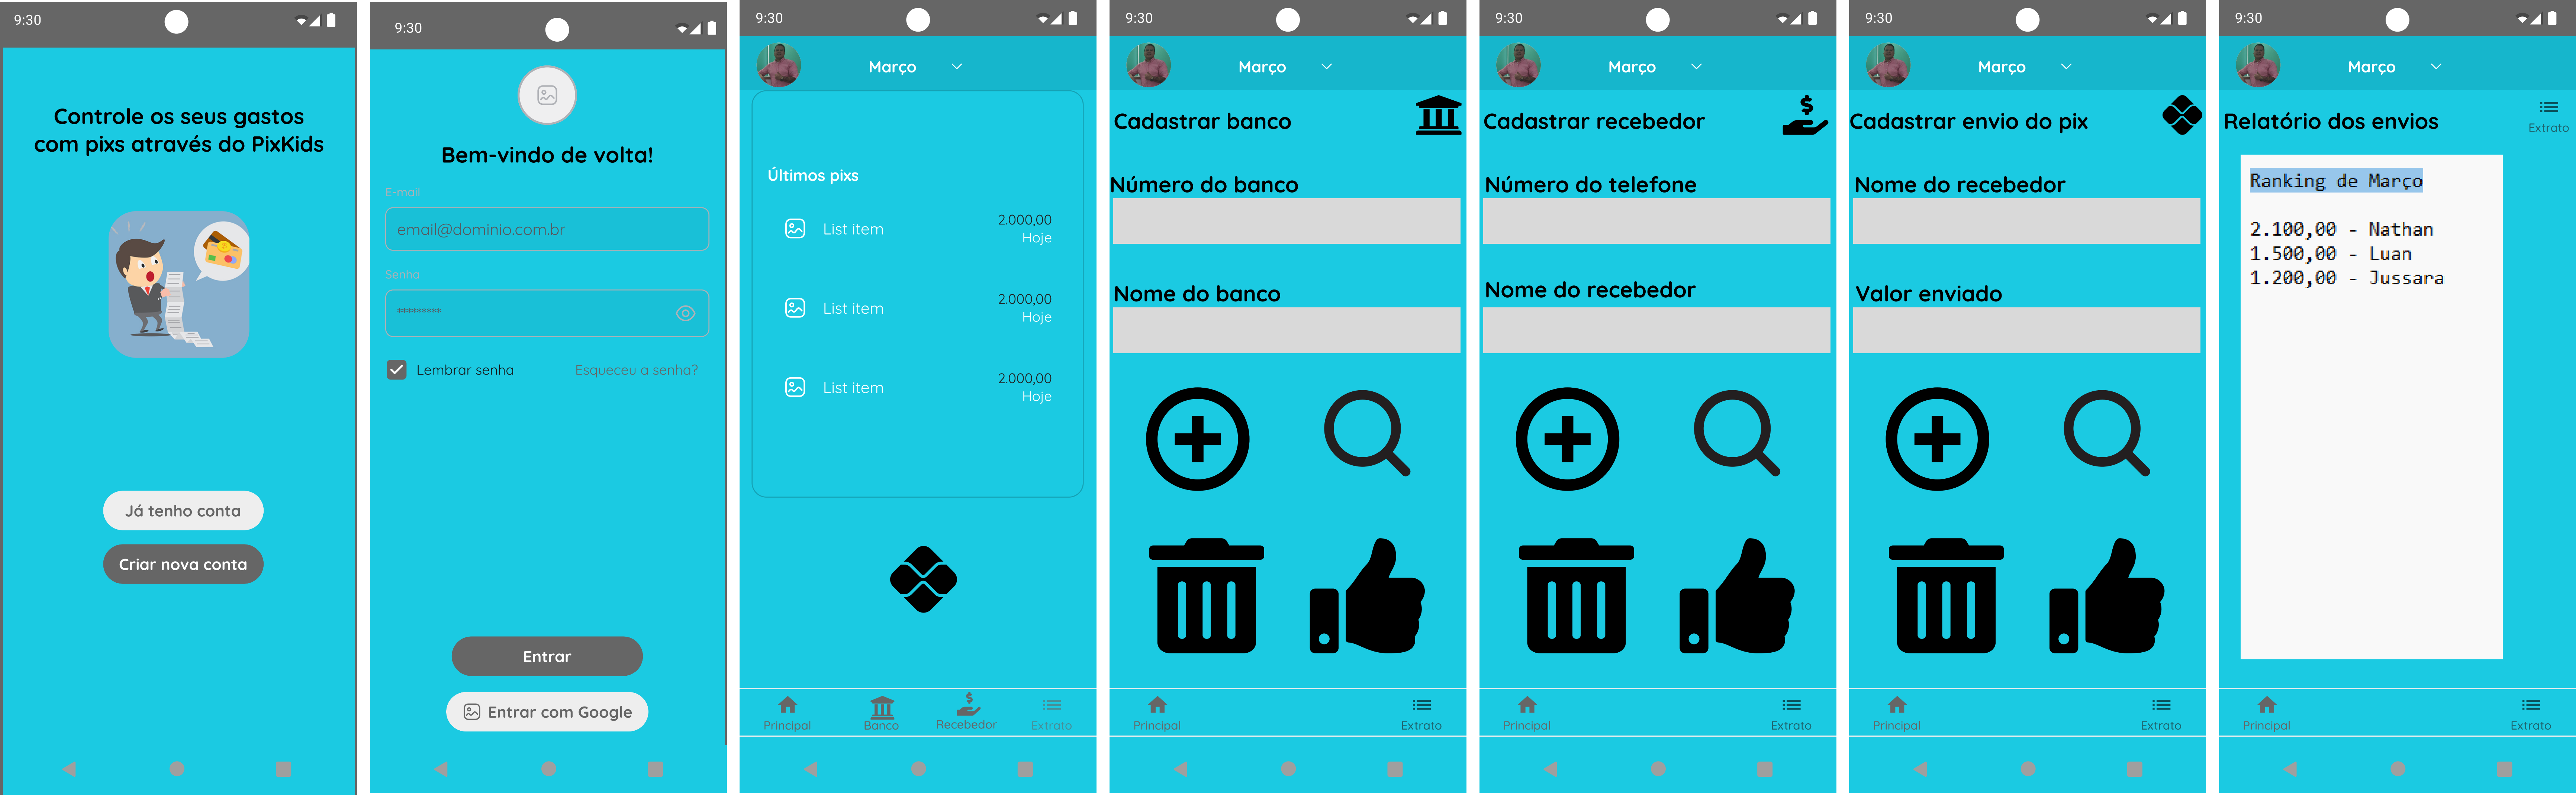 9:30
Controle os seus gastos
com pixs através do PixKids
Já tenho conta
Criar nova conta
9:30
Bem-vindo de volta!
E-mail
email@dominio.com.br
Senha
*********
Lembrar senha
Esqueceu a senha?
Entrar
Entrar com Google
9:30
Março
Últimos pixs
List item
2.000,00
Hoje
List item
2.000,00
Hoje
List item
2.000,00
Hoje
Principal
Banco
Recebedor
Extrato
9:30
Março
Cadastrar banco
Número do banco
Nome do banco
Principal
Extrato
9:30
Março
Cadastrar recebedor
Número do telefone
Nome do recebedor
Principal
Extrato
9:30
Março
Cadastrar envio do pix
Nome do recebedor
Valor enviado
Principal
Extrato
9:30
Março
Relatório dos envios
Extrato
Ranking de Março
2.100,00 - Nathan
1.500,00 - Luan
1.200,00 - Jussara
Principal
Extrato